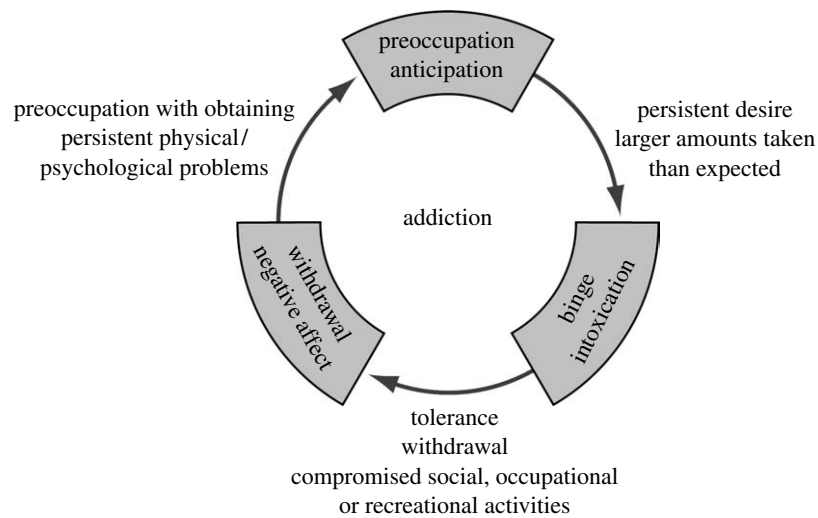 preoccupation
anticipation
preoccupation with obtaining
persistent physical/
psychological problems
persistent desire
larger amounts taken
than expected
addiction
withdrawal
negative affect
binge
intoxication
tolerance
withdrawal
compromised social, occupational
or recreational activities